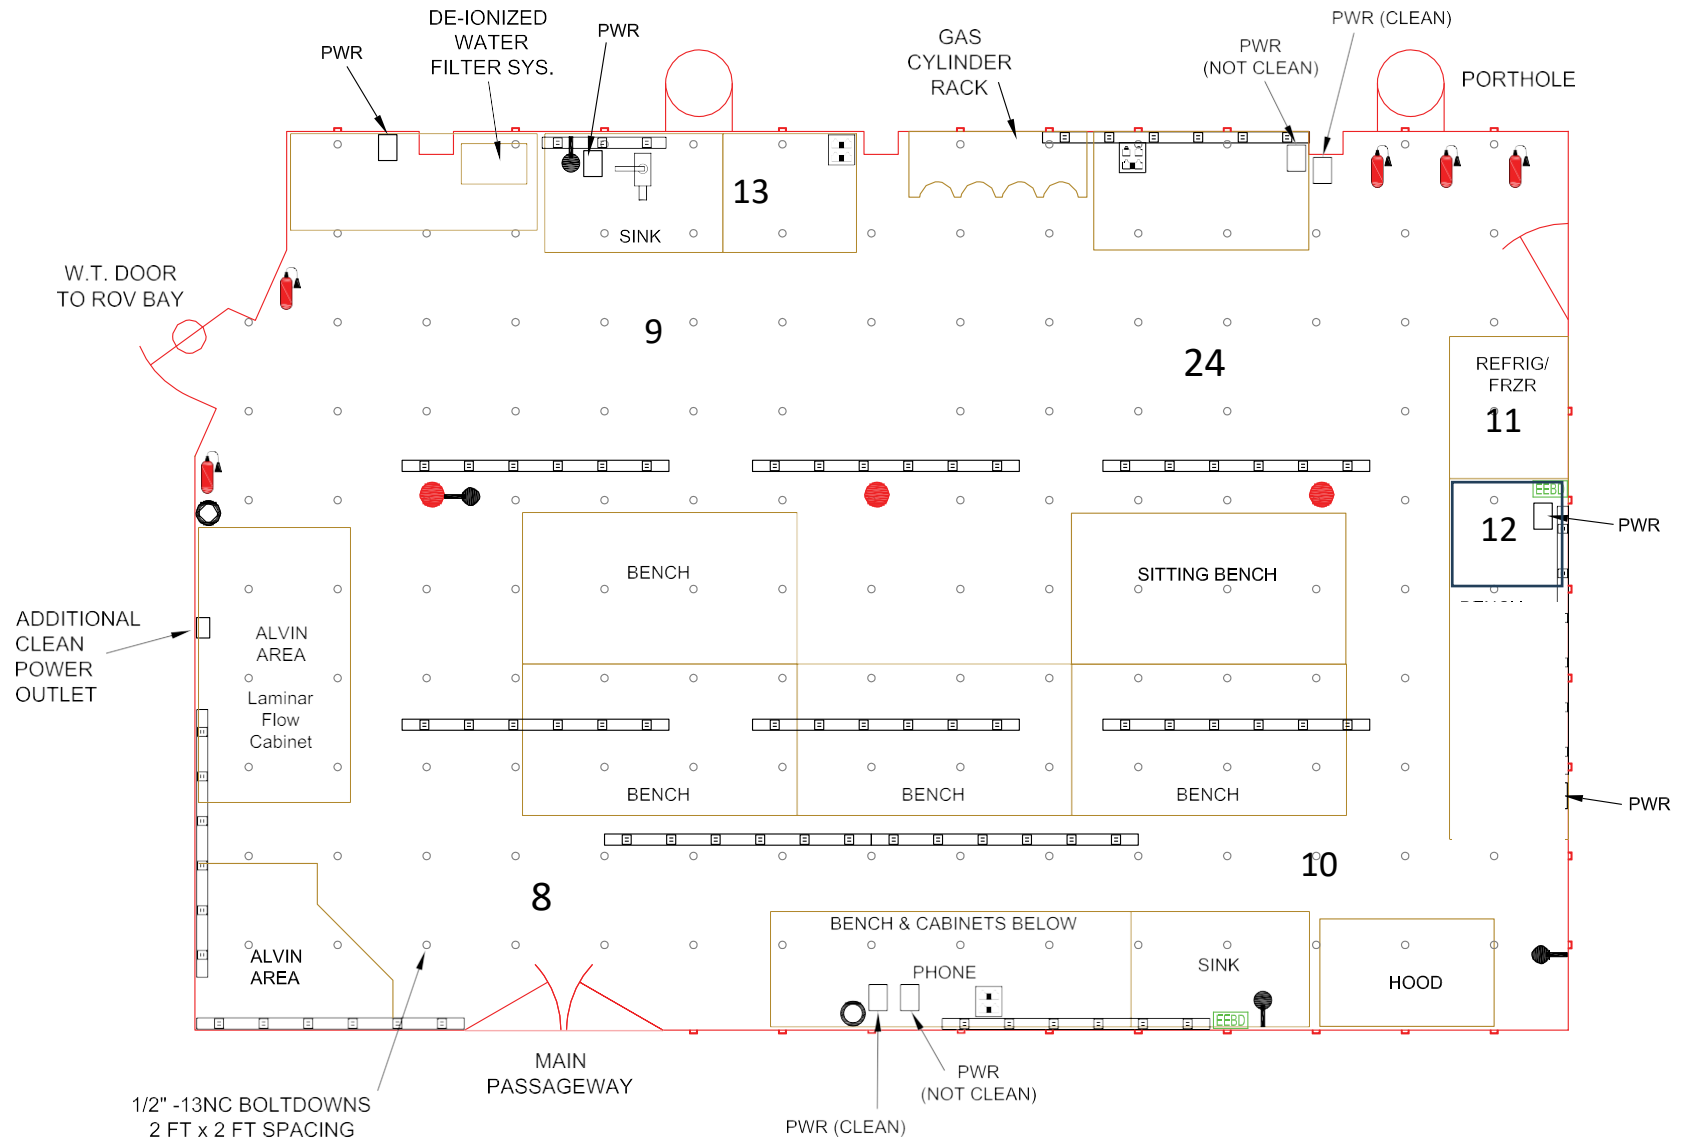 DE-IONIZED
WATER
FILTER SYS.
PWR
PWR
GAS
CYLINDER
RACK
PWR (CLEAN)
PWR
(NOT CLEAN)
PORTHOLE
13
SINK
W.T. DOOR
TO ROV BAY
9
24
REFRIG/
FRZR
11
EEBD
12
PWR
BENCH
SITTING BENCH
ADDITIONAL
CLEAN
POWER
OUTLET
ALVIN
AREA
Laminar
Flow
Cabinet
BENCH
BENCH
BENCH
PWR
10
8
BENCH & CABINETS BELOW
PHONE
SINK
HOOD
ALVIN
AREA
EEBD
MAIN
PASSAGEWAY
PWR
(NOT CLEAN)
PWR (CLEAN)
1/2" -13NC BOLTDOWNS
2 FT x 2 FT SPACING